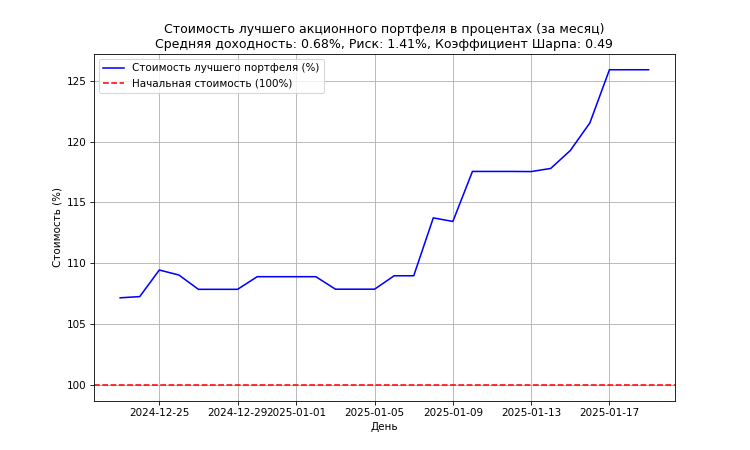 Стоимость лучшего акционного портфеля в процентах (за месяц)
Средняя доходность: 0.68%, Риск: 1.41%, Коэффициент Шарпа: 0.49
Стоимость лучшего портфеля (%)
Начальная стоимость (100%)
Стоимость (%)
125
120
115
110
105
100
2024-12-25 2024-12-29 2025-01-01 2025-01-05 2025-01-09 2025-01-13 2025-01-17
День